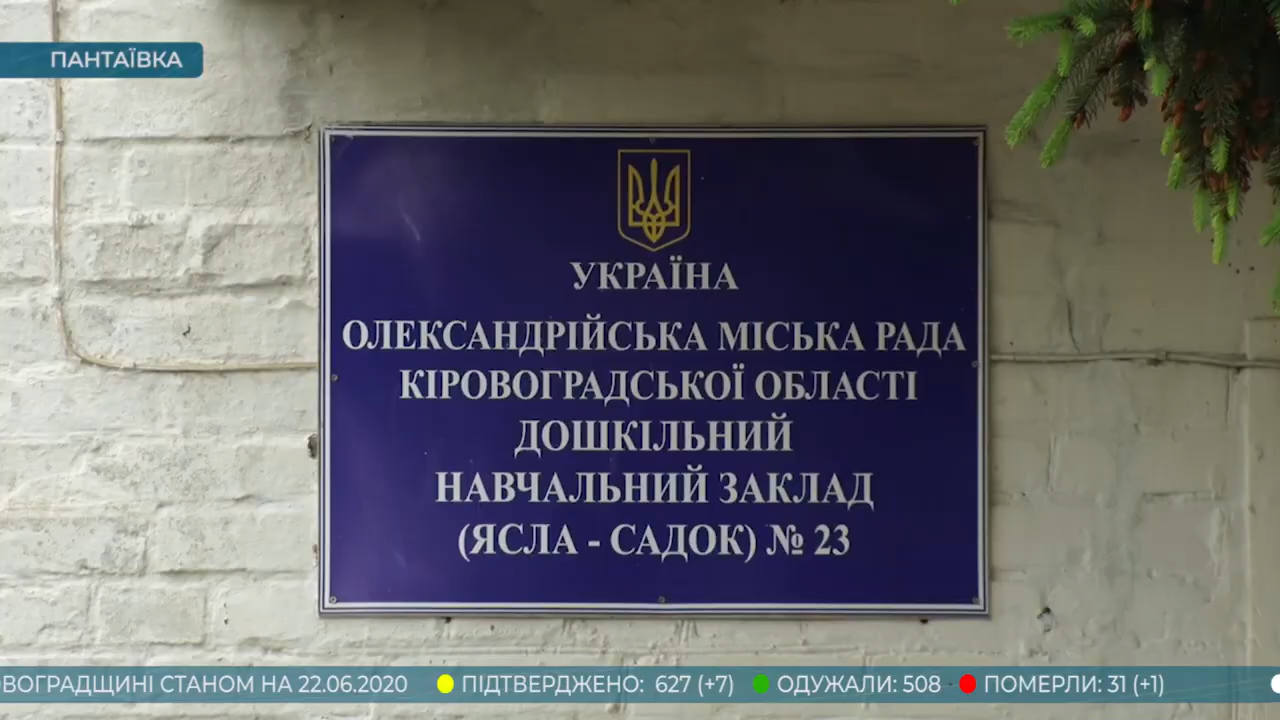 ПАНТАЇВКА
УКРАЇНА
ОЛЕКСАНДРІЙСЬКА МІСЬКА РАДА
КІРОВОГРАДСЬКОЇ ОБЛАСТІ
ДОШКІЛЬНИЙ
НАВЧАЛЬНИЙ ЗАКЛАД
(ЯСЛА - САДОК) № 23
СТАНОМ НА 22.06.2020 ПІДТВЕРДЖЕНО: 627 (+7) ОДУЖАЛИ: 508 ПОМЕРЛИ: 31 (+1)